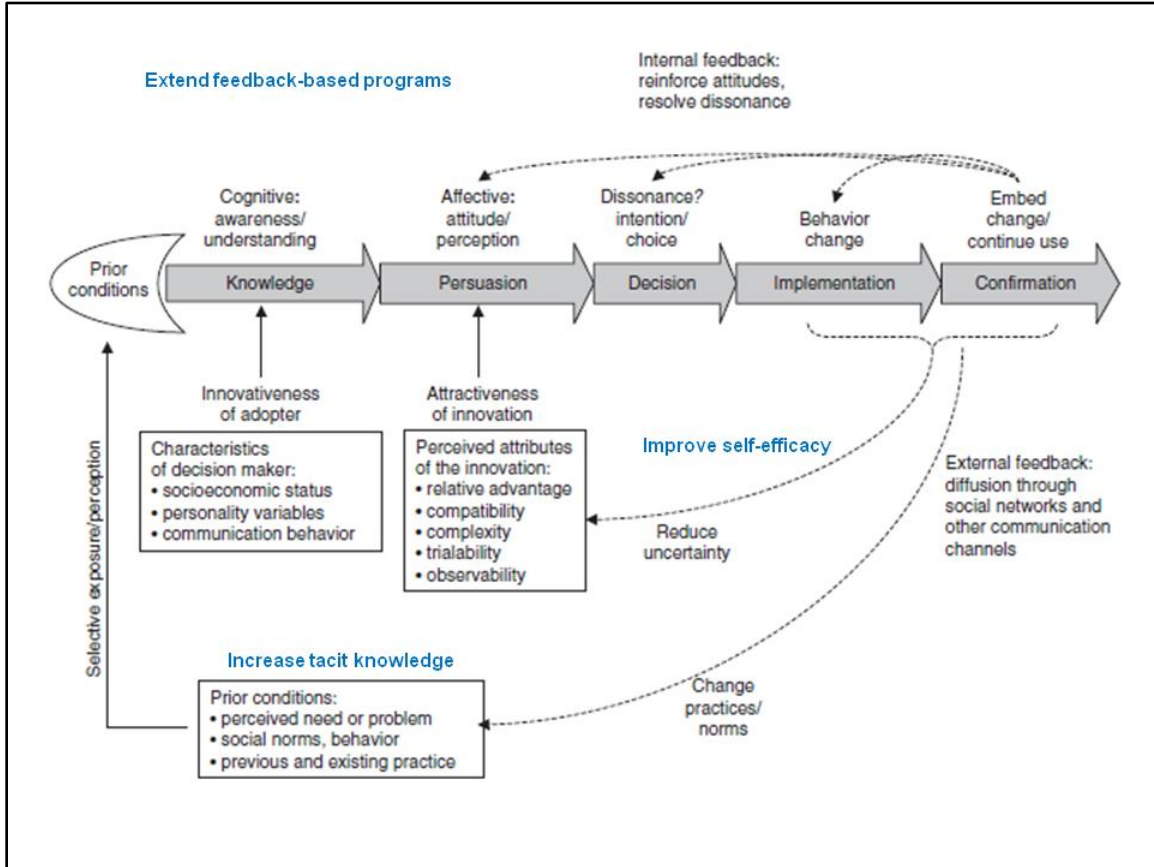 Extend feedback-based programs
Internal feedback:
reinforce attitudes,
resolve dissonance
Cognitive:
awareness/
understanding
Affective:
attitude/
perception
Dissonance?
intention/
choice
Behavior
change
Embed
change/
continue use
Prior
conditions
Knowledge
Persuasion
Decision
Implementation
Confirmation
Innovativeness
of adopter
Attractiveness
of innovation
Characteristics
of decision maker:
• socioeconomic status
• personality variables
• communication behavior
Perceived attributes
of the innovation:
• relative advantage
• compatibility
• complexity
• trialability
• observability
Improve self-efficacy
Reduce
uncertainty
External feedback:
diffusion through
social networks and
other communication
channels
Selective exposure/perception
Increase tacit knowledge
Prior conditions:
• perceived need or problem
• social norms, behavior
• previous and existing practice
Change
practices/
norms